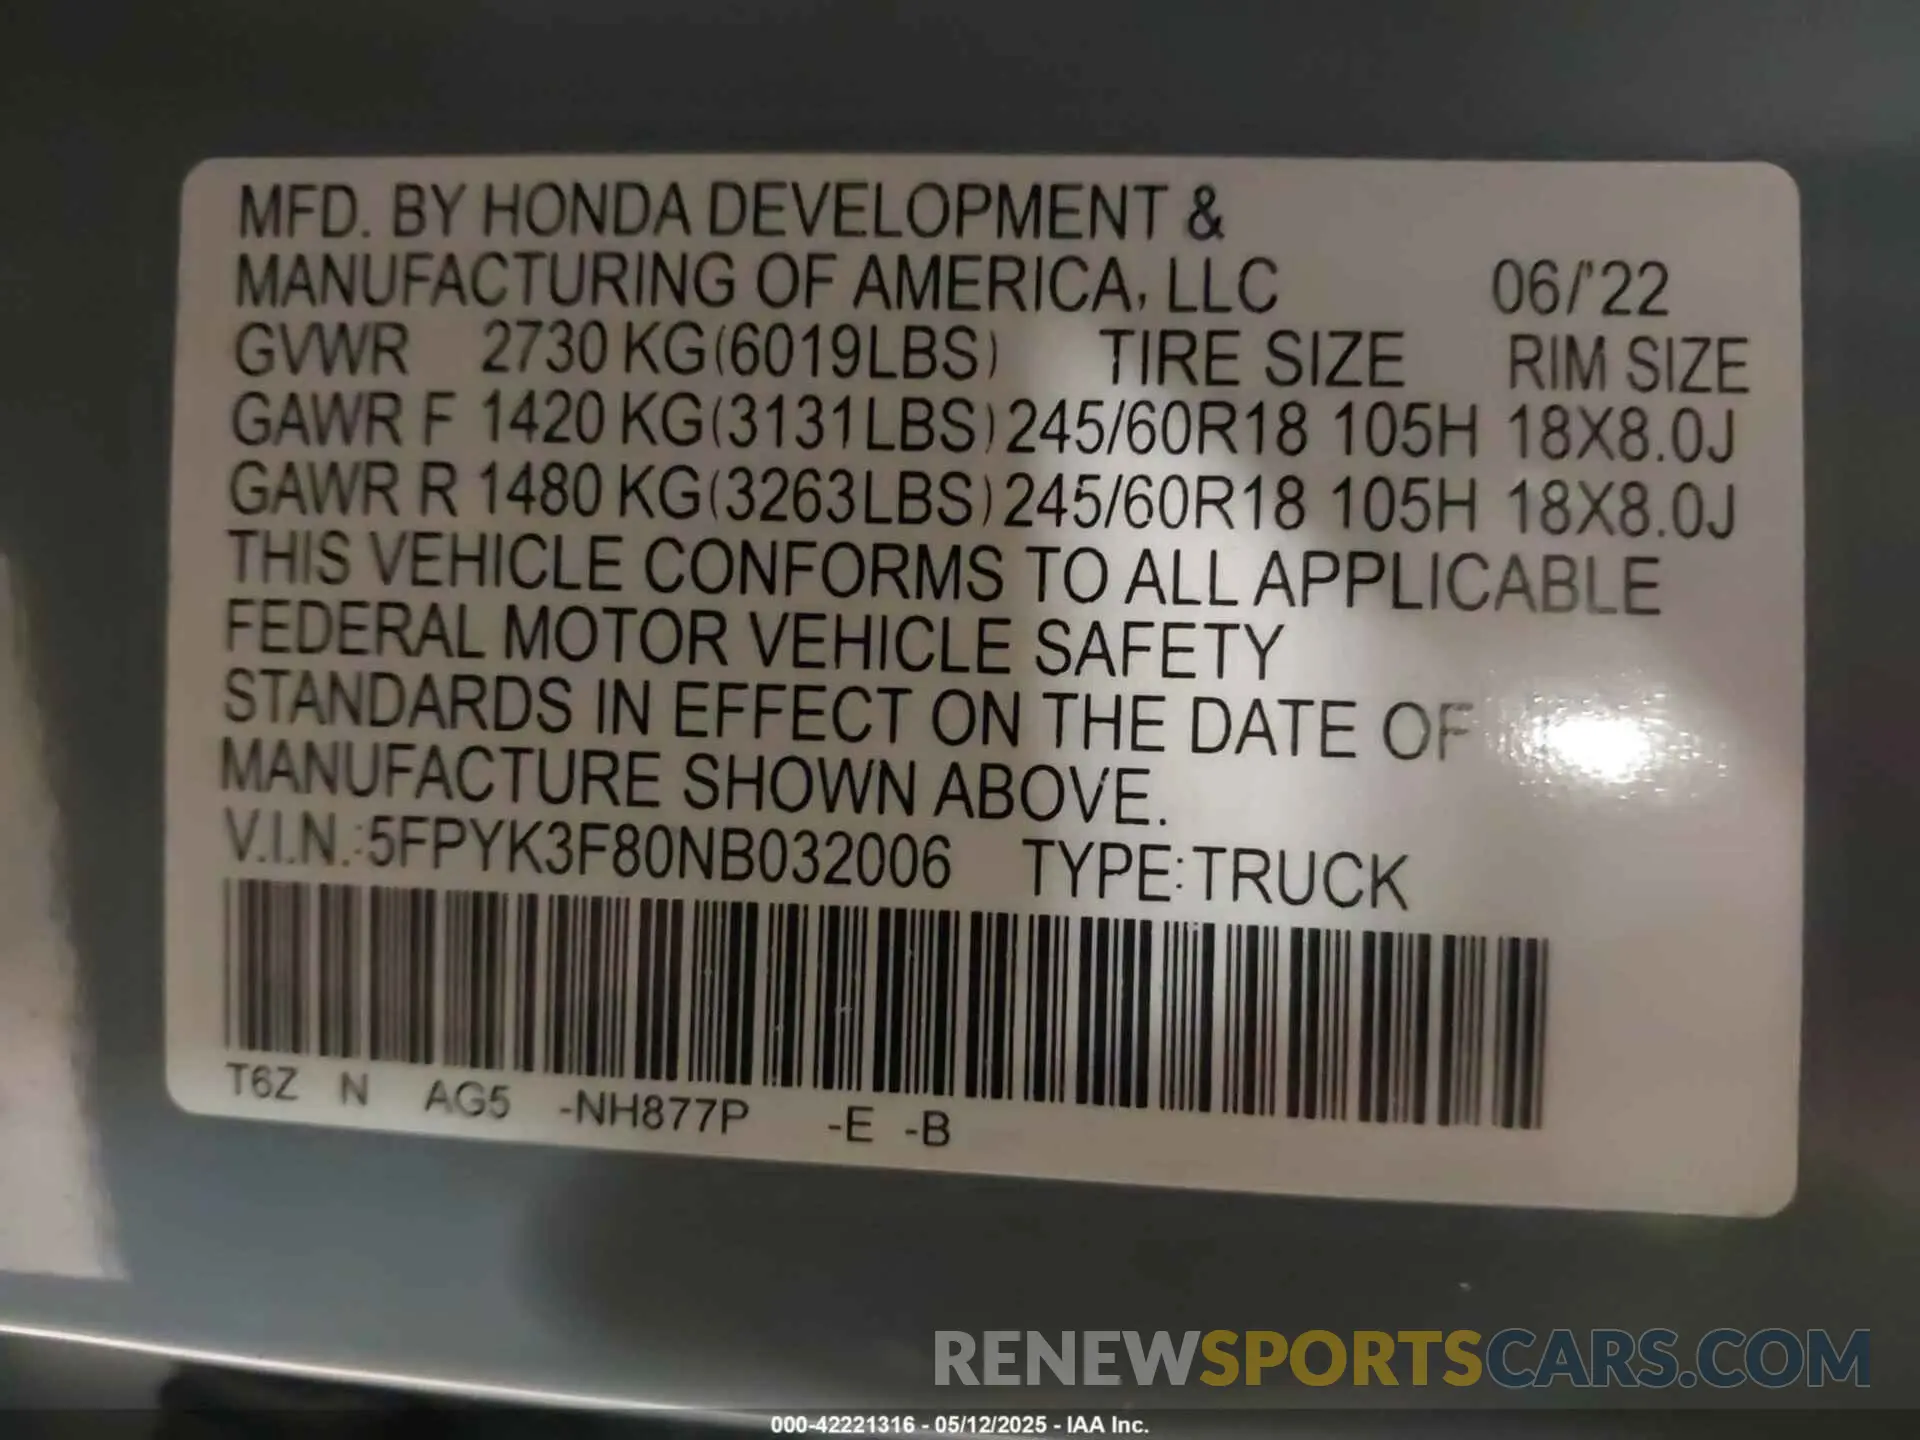 MFD. BY HONDA DEVELOPMENT &
MANUFACTURING OF AMERICA, LLC 06/'22
GVWR 2730 KG(6019LBS) TIRE SIZE RIM SIZE
GAWR F 1420 KG(3131LBS) 245/60R18 105H 18X8.0J
GAWR R 1480 KG(3263LBS) 245/60R18 105H 18X8.0J
THIS VEHICLE CONFORMS TO ALL APPLICABLE
FEDERAL MOTOR VEHICLE SAFETY
STANDARDS IN EFFECT ON THE DATE OF
MANUFACTURE SHOWN ABOVE.
V.I.N.:5FPYK3F80NB032006 TYPE:TRUCK
T6Z N AG5 -NH877P -E -B
RENEWSPORTSCARS.COM
000-42221316 - 05/12/2025 - IAA Inc.